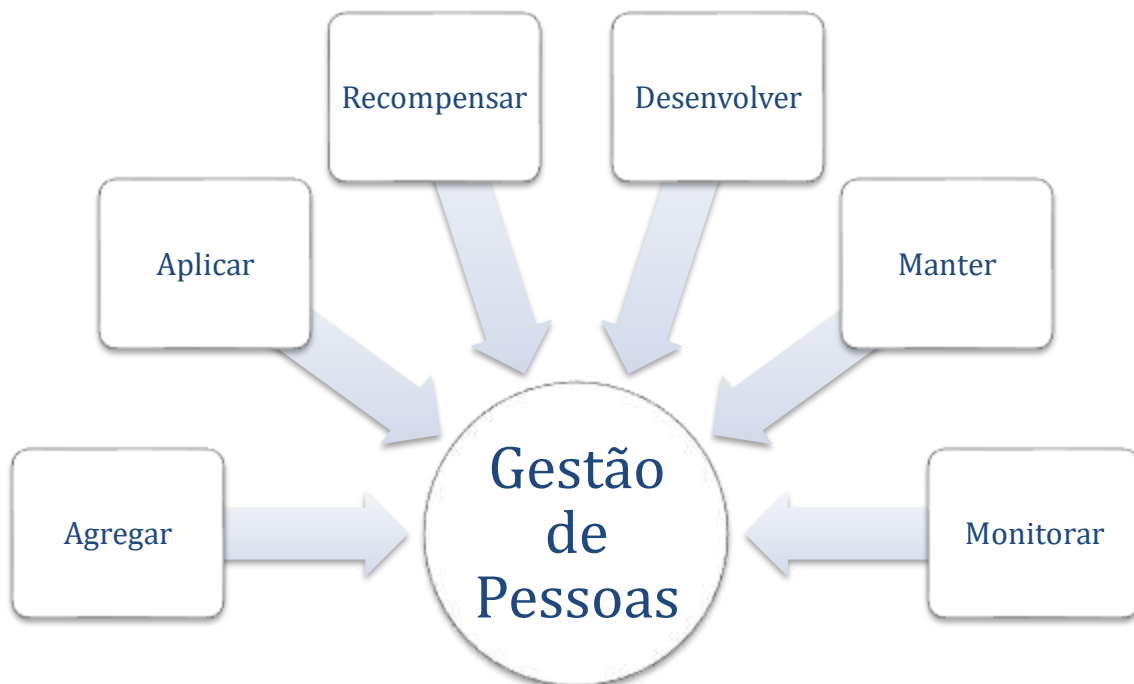 Recompensar
Desenvolver
Aplicar
Manter
Agregar
Gestão
de
Pessoas
Monitorar